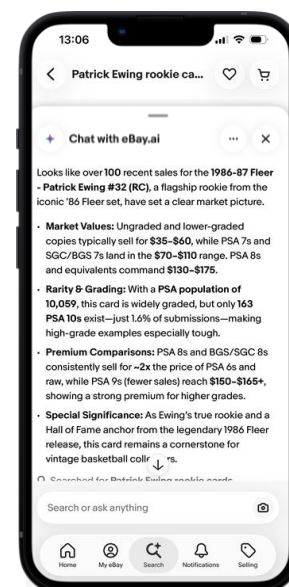 13:06
Patrick Ewing rookie ca...
Chat with eBay.ai
Looks like over 100 recent sales for the 1986-87 Fleer
- Patrick Ewing #32 (RC), a flagship rookie from the
iconic '86 Fleer set, have set a clear market picture.
• Market Values: Ungraded and lower-graded
copies typically sell for $35–$60, while PSA 7s and
SGC/BGS 7s land in the $70–$110 range. PSA 8s
and equivalents command $130–$175.
• Rarity & Grading: With a PSA population of
10,059, this card is widely graded, but only 163
PSA 10s exist—just 1.6% of submissions—making
high-grade examples especially tough.
• Premium Comparisons: PSA 8s and BGS/SGC 8s
consistently sell for ~2x the price of PSA 6s and
raw, while PSA 9s (fewer sales) reach $150–$165+,
showing a strong premium for higher grades.
• Special Significance: As Ewing's true rookie and a
Hall of Fame anchor from the legendary 1986 Fleer
release, this card remains a cornerstone for
vintage basketball
Searched for Patrick Ewing rookie cards
Search or ask anything
Home My eBay Search Notifications Selling